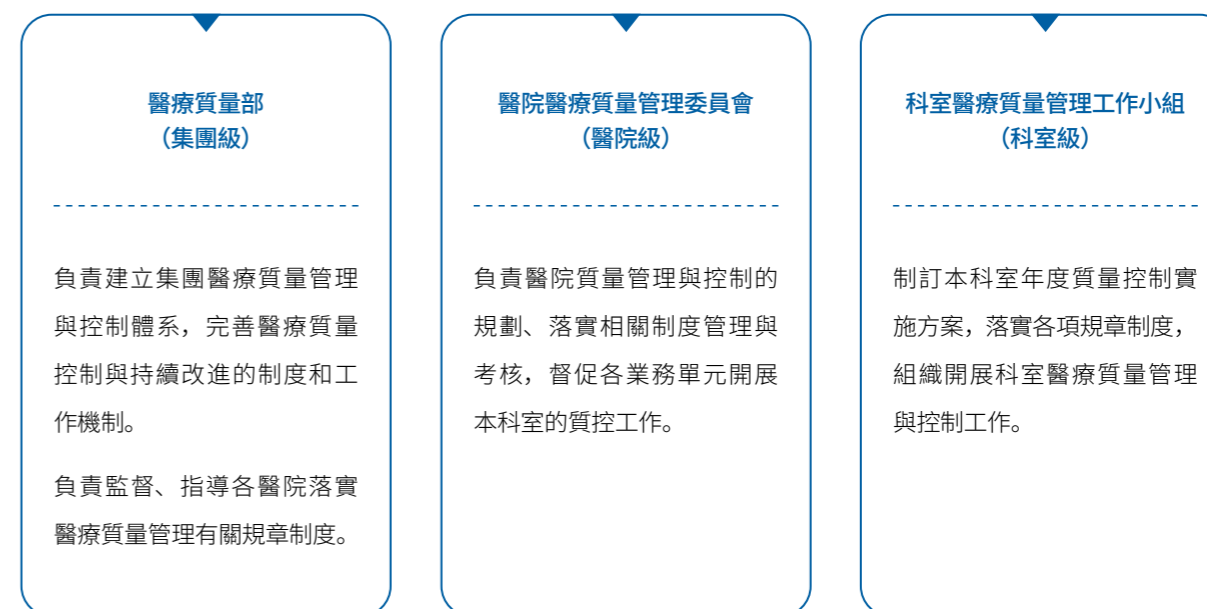 醫療質量部
（集團級）
負責建立集團醫療質量管理
與控制體系，完善醫療質量
控制與持續改進的制度和工
作機制。
負責監督、指導各醫院落實
醫療質量管理有關規章制度。
醫院醫療質量管理委員會
（醫院級）
負責醫院質量管理與控制的
規劃、落實相關制度管理與
考核，督促各業務單元開展
本科室的質控工作。
科室醫療質量管理工作小組
（科室級）
制訂本科室年度質量控制實
施方案，落實各項規章制度，
組織開展科室醫療質量管理
與控制工作。